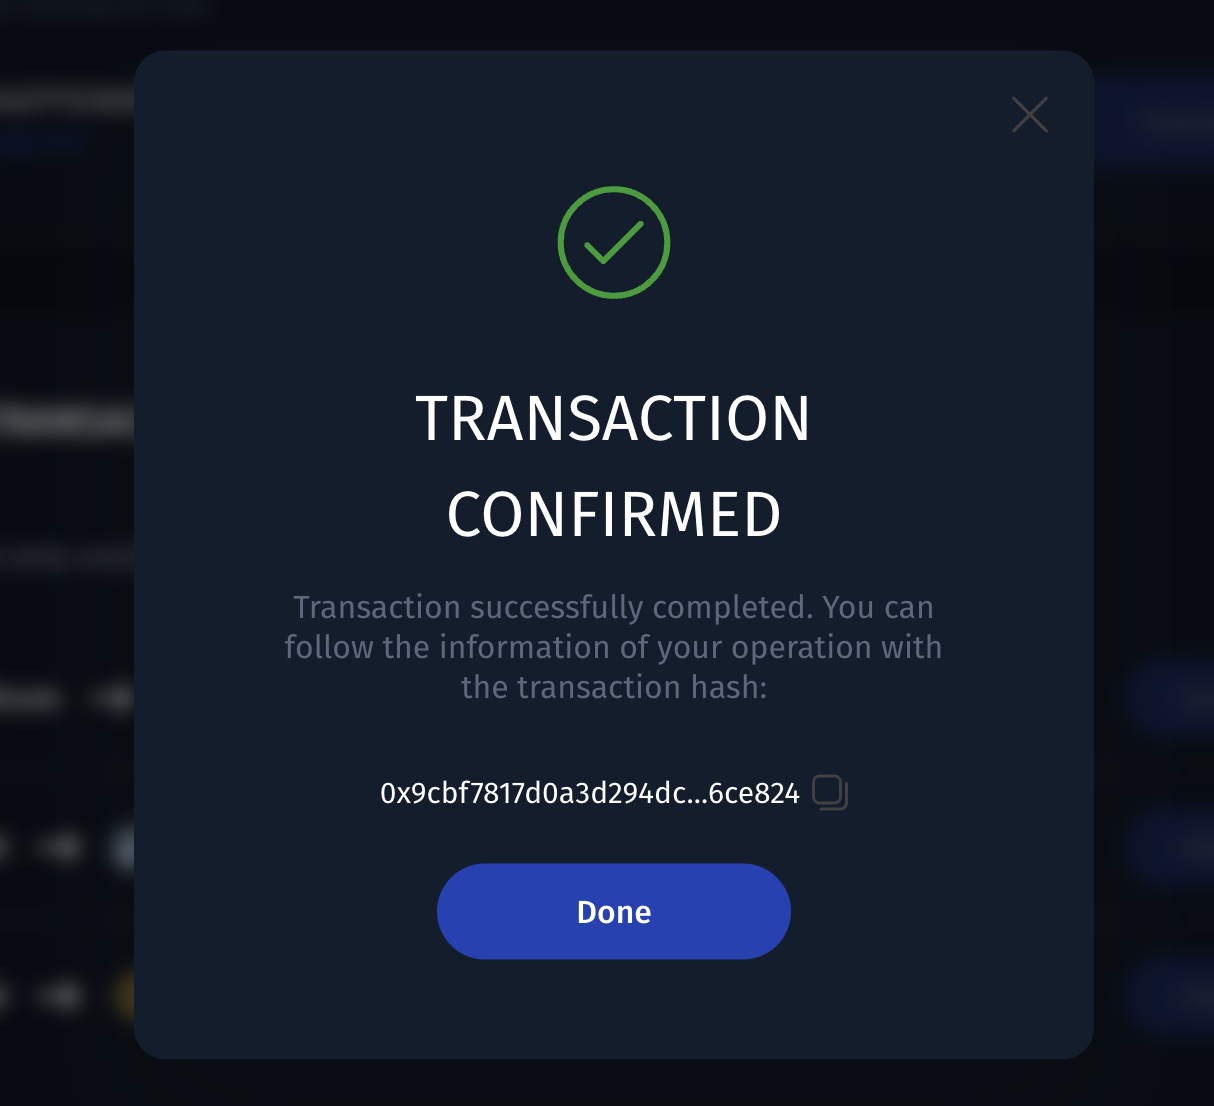 TRANSACTION
CONFIRMED
Transaction successfully completed. You can
follow the information of your operation with
the transaction hash:
0x9cbf7817d0a3d294dc...6ce824
Done